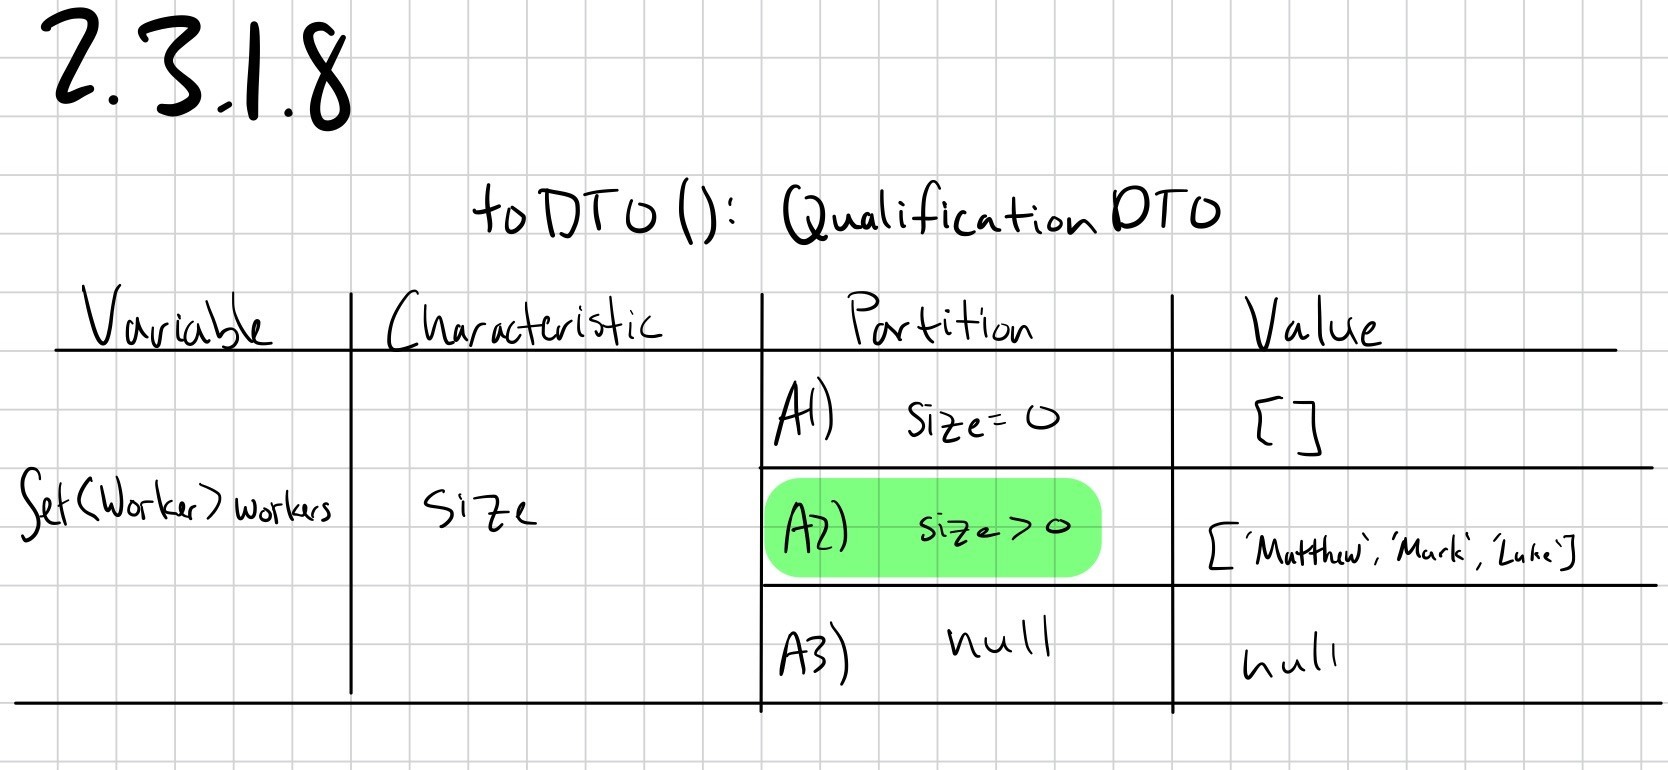 2.3.1.8
toDTO(): QualificationDTO
Variable Characteristic Partition Value
A1) size=0 []
Set<Worker> workers size A2) size>0 ['Matthew', 'Mark', 'Luke']
A3) null null